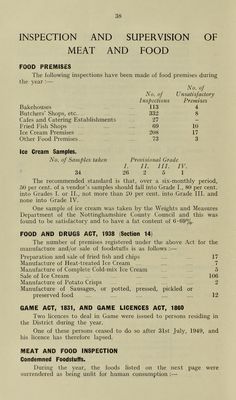 38
INSPECTION AND SUPERVISION OF
MEAT AND FOOD
FOOD PREMISES
The following inspections have been made of food premises during
the year :—
No. of Inspections No. of Unsatisfactory Premises
Bakehouses 113 4
Butchers' Shops, etc. 332 8
Cafes and Catering Establishments 27 –
Fried Fish Shops 69 10
Ice Cream Premises 208 17
Other Food Premises 73 3
Ice Cream Samples.
No. of Samples taken Provisional Grade
I. II. III. IV.
34 26 2 5
The recommended standard is that, over a six-monthly period,
50 per cent. of a vendor's samples should fall into Grade I., 80 per cent.
into Grades I. or II., not more than 20 per cent. into Grade III. and
none into Grade IV.
One sample of ice cream was taken by the Weights and Measures
Department of the Nottinghamshire County Council and this was
found to be satisfactory and to have a fat content of 6·69%.
FOOD AND DRUGS ACT, 1938 (Section 14)
The number of premises registered under the above Act for the
manufacture and/or sale of foodstuffs is as follows :—
Preparation and sale of fried fish and chips 17
Manufacture of Heat-treated Ice Cream 7
Manufacture of Complete Cold-mix Ice Cream 5
Sale of Ice Cream 106
Manufacture of Potato Crisps 2
Manufacture of Sausages, or potted, pressed, pickled or
preserved food 12
GAME ACT, 1831, AND GAME LICENCES ACT, 1860
Two licences to deal in Game were issued to persons residing in
the District during the year.
One of these persons ceased to do so after 31st July, 1949, and
his licence has therefore lapsed.
MEAT AND FOOD INSPECTION
Condemned Foodstuffs.
During the year, the foods listed on the next page were
surrendered as being unfit for human consumption :—